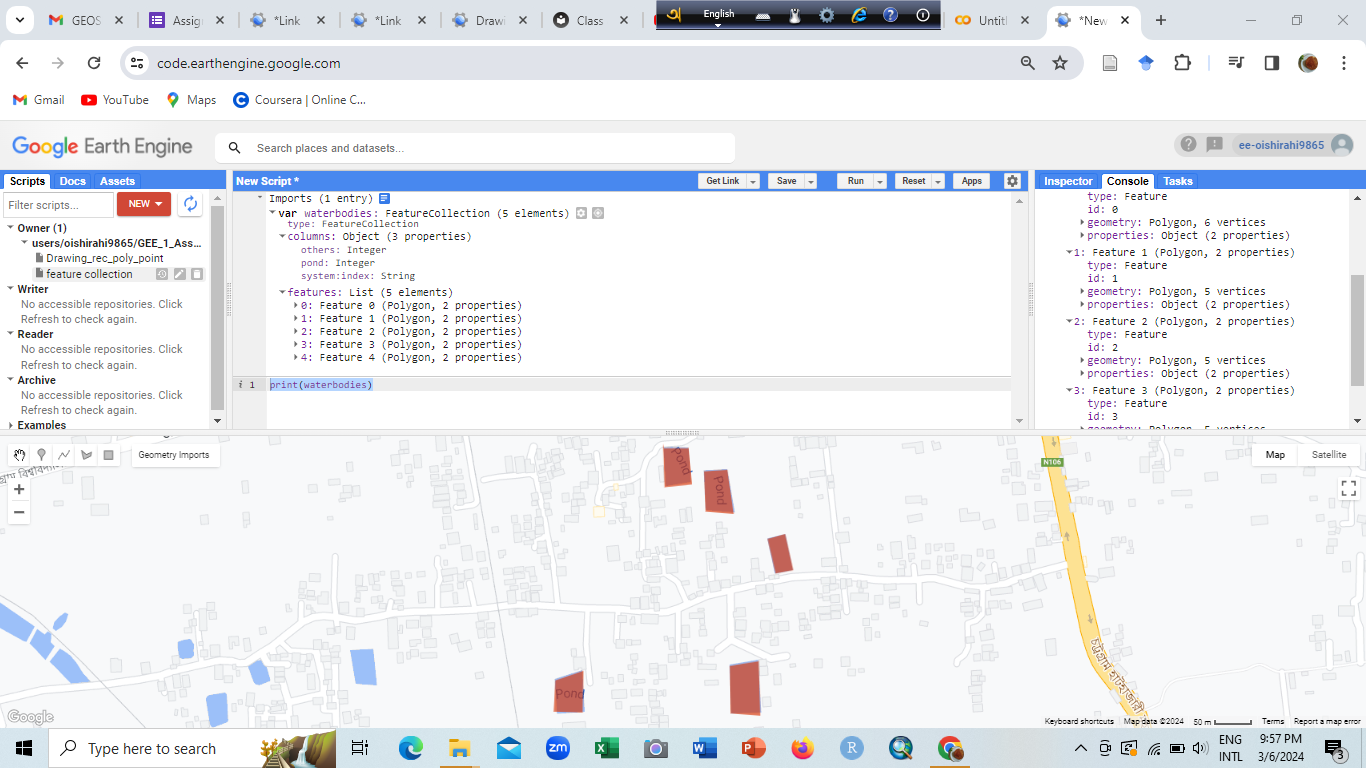 GEOS
Assig
*Link
*Link
Drawi
Class
English
Untit
*New
code.earthengine.google.com
Gmail
YouTube
Maps
Coursera | Online C...
Google Earth Engine
Search places and datasets...
ee-oishirahi9865
Scripts Docs Assets
Filter scripts...
NEW
Owner (1)
users/oishirahi9865/GEE_1_Ass...
Drawing_rec_poly_point
feature collection
Writer
No accessible repositories. Click
Refresh to check again.
Reader
No accessible repositories. Click
Refresh to check again.
Archive
No accessible repositories. Click
Refresh to check again.
Examples
New Script *
Get Link
Save
Run
Reset
Apps
Imports (1 entry)
var waterbodies: FeatureCollection (5 elements)
type: FeatureCollection
columns: Object (3 properties)
others: Integer
pond: Integer
system:index: String
features: List (5 elements)
0: Feature 0 (Polygon, 2 properties)
1: Feature 1 (Polygon, 2 properties)
2: Feature 2 (Polygon, 2 properties)
3: Feature 3 (Polygon, 2 properties)
4: Feature 4 (Polygon, 2 properties)
i 1 print(waterbodies)
Inspector Console Tasks
type: Feature
id: 0
geometry: Polygon, 6 vertices
properties: Object (2 properties)
1: Feature 1 (Polygon, 2 properties)
type: Feature
id: 1
geometry: Polygon, 5 vertices
properties: Object (2 properties)
2: Feature 2 (Polygon, 2 properties)
type: Feature
id: 2
geometry: Polygon, 5 vertices
properties: Object (2 properties)
3: Feature 3 (Polygon, 2 properties)
type: Feature
id: 3
geometry: Polygon, 5 vertices
Geometry Imports
Map
Satellite
Pond
Pond
N106
Pond
Google
Keyboard shortcuts
Map data ©2024
50 m
Terms
Report a map error
Type here to search
ENG
INTL
9:57 PM
3/6/2024
3